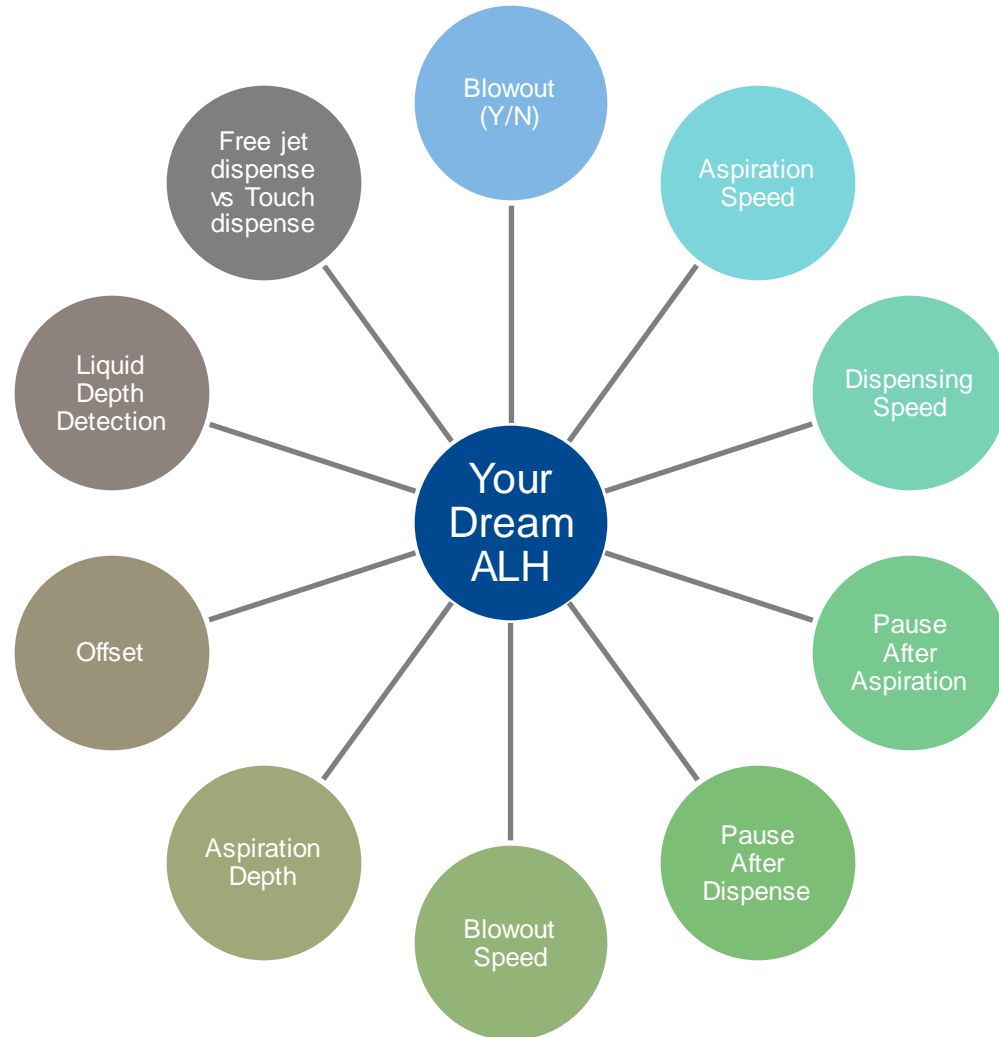 Blowout
(Y/N)
Aspiration
Speed
Dispensing
Speed
Pause
After
Aspiration
Pause
After
Dispense
Blowout
Speed
Aspiration
Depth
Offset
Liquid
Depth
Detection
Free jet
dispense
vs Touch
dispense
Your
Dream
ALH